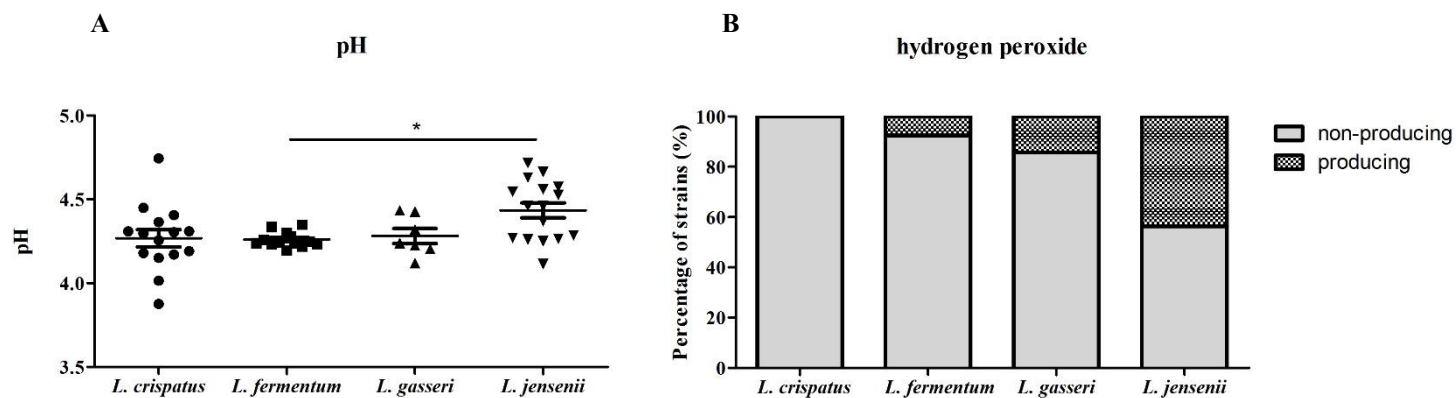 A
pH
pH
5.0
4.5
4.0
3.5
*
L. crispatus L. fermentum L. gasseri L. jensenii
B
hydrogen peroxide
Percentage of strains (%)
100
80
60
40
20
0
L. crispatus L. fermentum L. gasseri L. jensenii
non-producing
producing